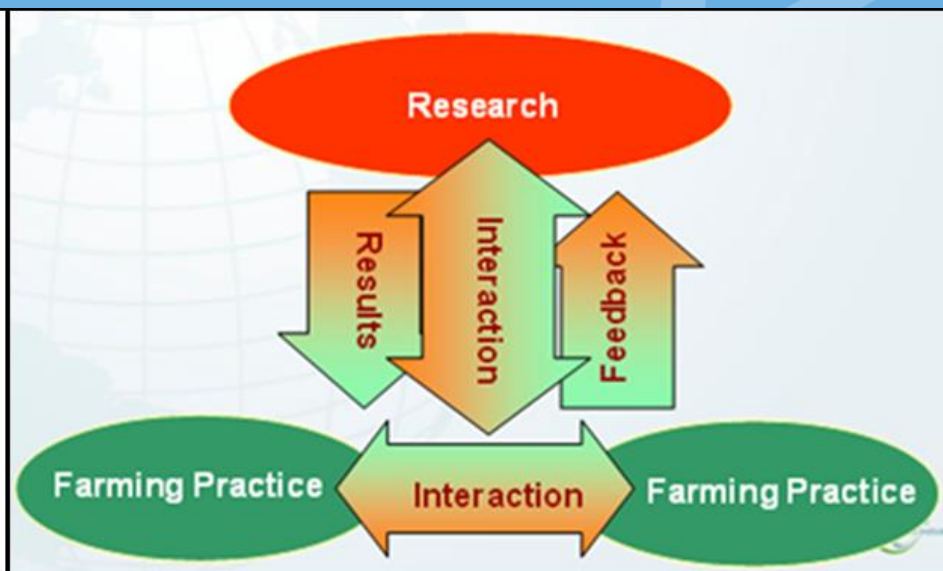 Research
Results
Interaction
Feedback
Farming Practice
Interaction
Farming Practice